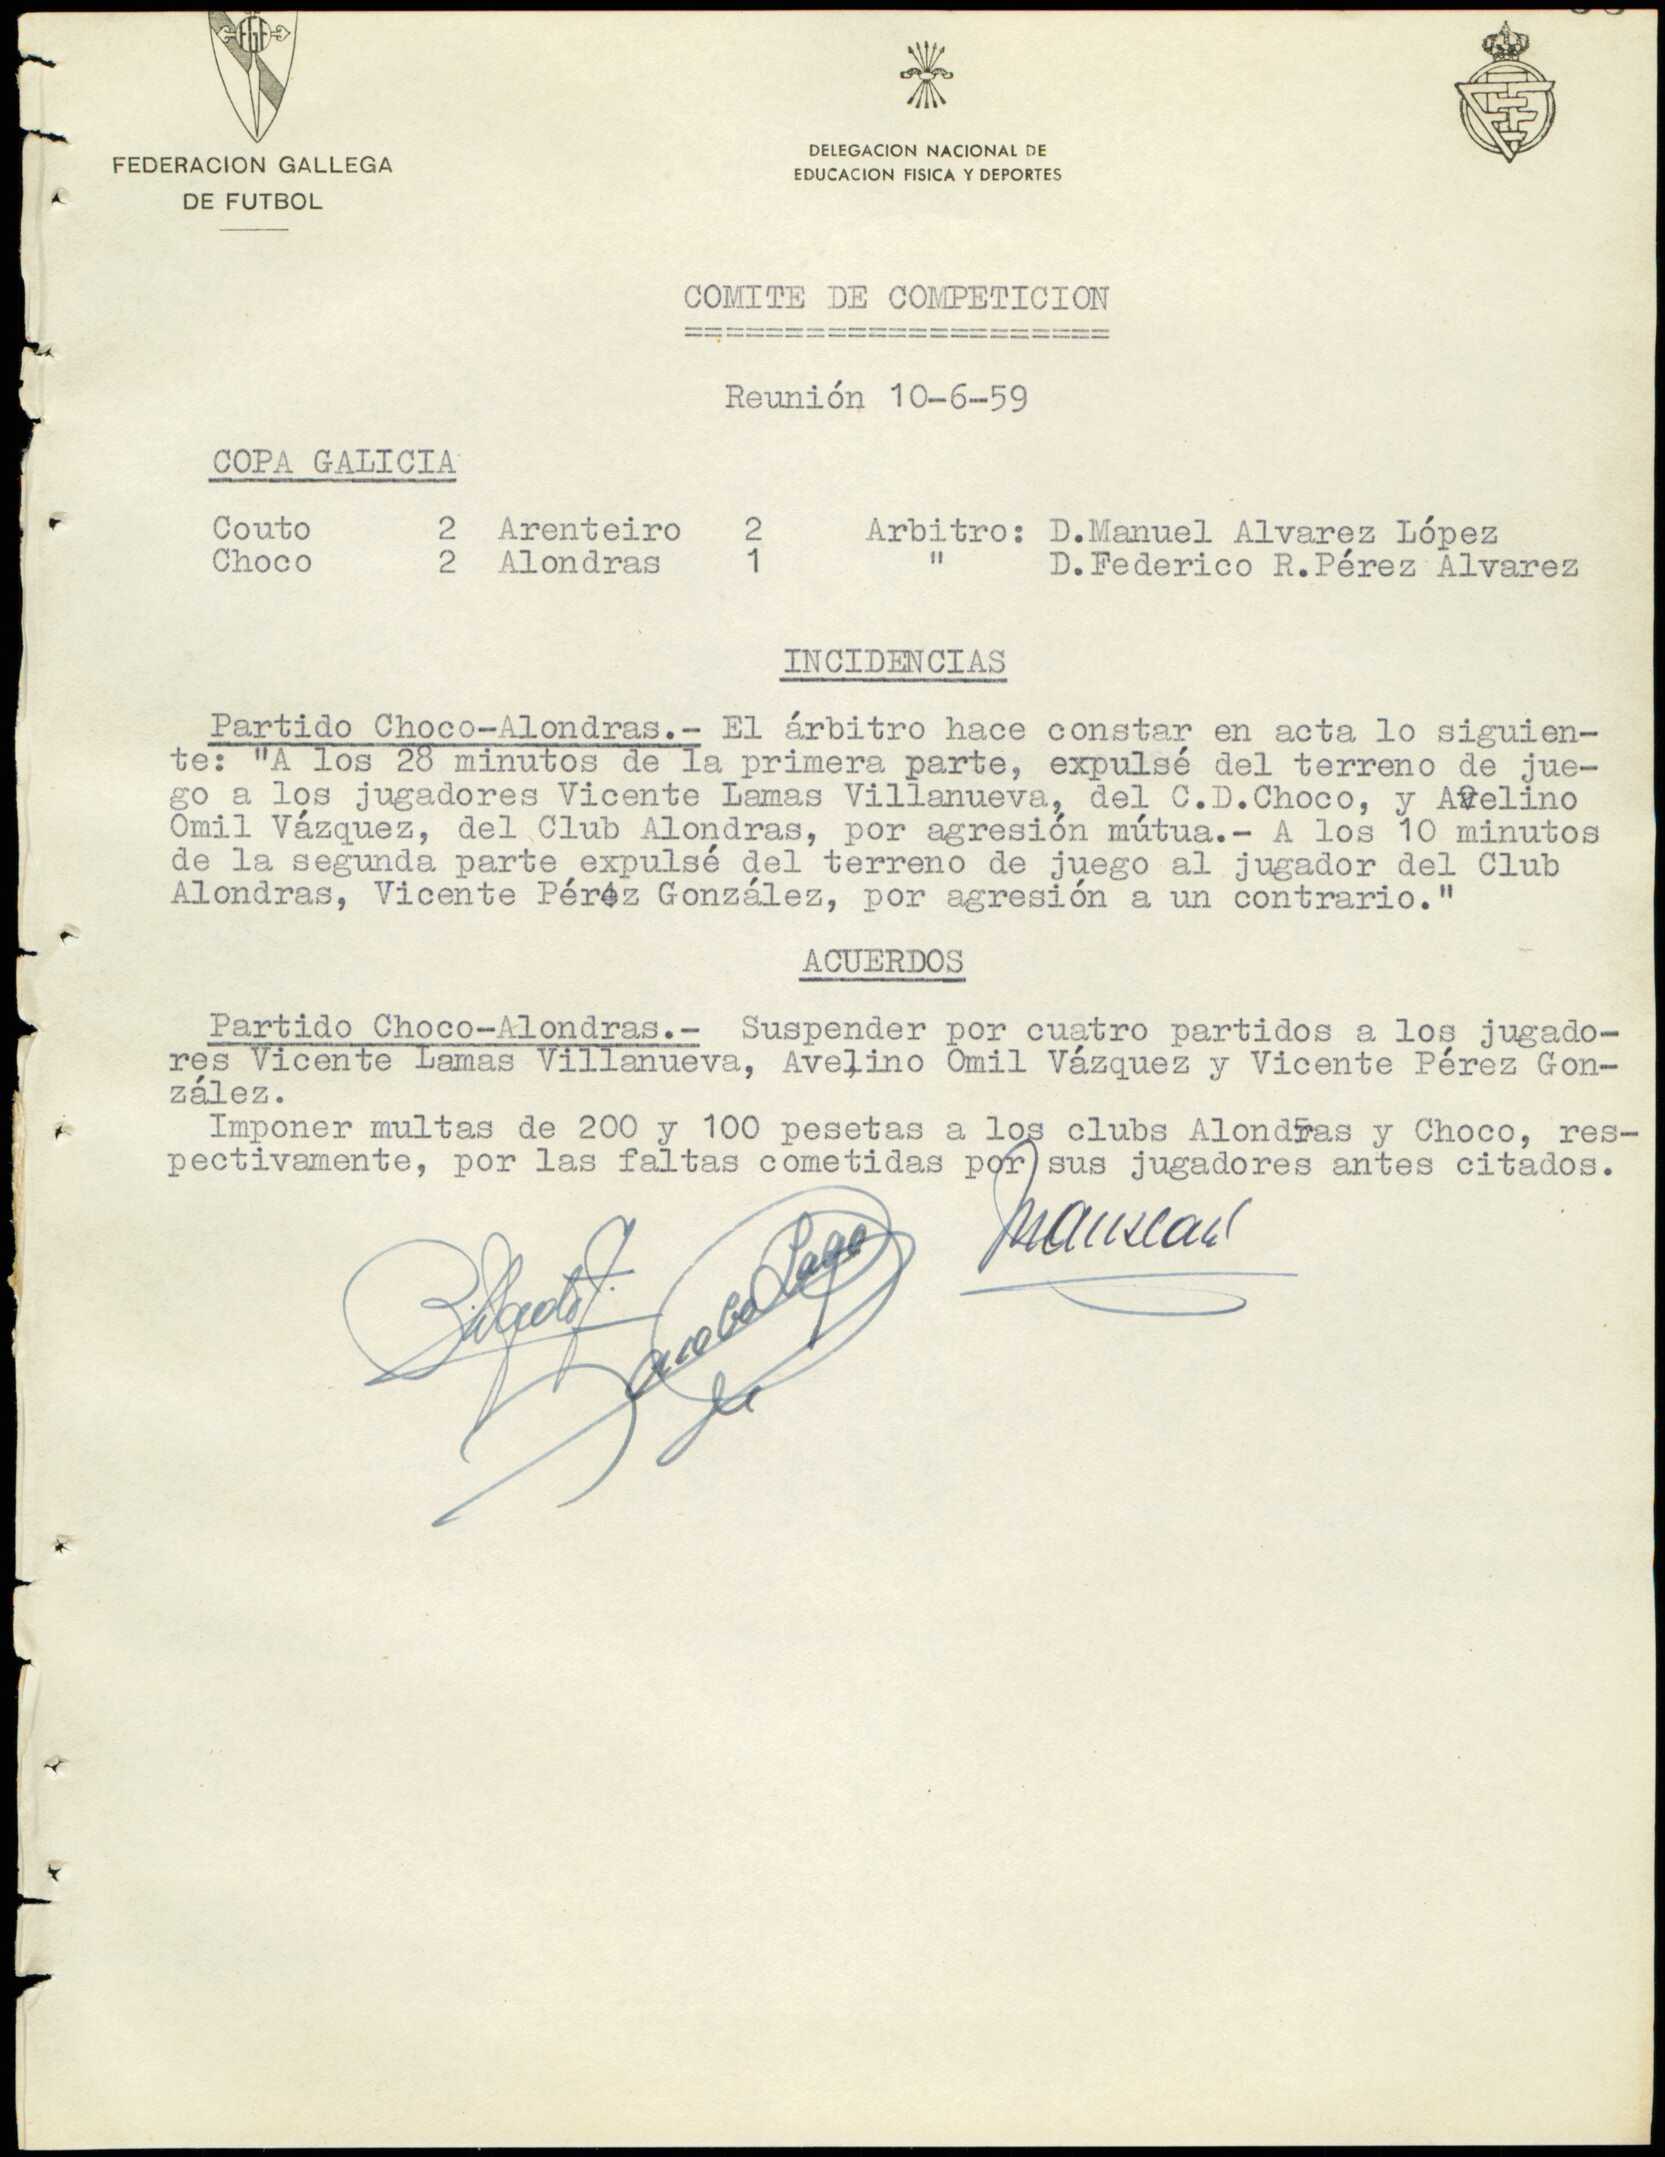 FGF
FEDERACION GALLEGA
DE FUTBOL
DELEGACION NACIONAL DE
EDUCACION FISICA Y DEPORTES
COMITE DE COMPETICION
=====================
Reunión 10-6-59
COPA GALICIA
Couto 2 Arenteiro 2 Arbitro: D.Manuel Alvarez López
Choco 2 Alondras 1 " D.Federico R.Pérez Alvarez
INCIDENCIAS
Partido Choco-Alondras.- El árbitro hace constar en acta lo siguien-
te: "A los 28 minutos de la primera parte, expulsé del terreno de jue-
go a los jugadores Vicente Lamas Villanueva, del C.D.Choco, y Avelino
Omil Vázquez, del Club Alondras, por agresión mútua.- A los 10 minutos
de la segunda parte expulsé del terreno de juego al jugador del Club
Alondras, Vicente Pérez González, por agresión a un contrario."
ACUERDOS
Partido Choco-Alondras.- Suspender por cuatro partidos a los jugado-
res Vicente Lamas Villanueva, Avelino Omil Vázquez y Vicente Pérez Gon-
zález.
Imponer multas de 200 y 100 pesetas a los clubs Alondras y Choco, res-
pectivamente, por las faltas cometidas por sus jugadores antes citados.
Jacobo Lago